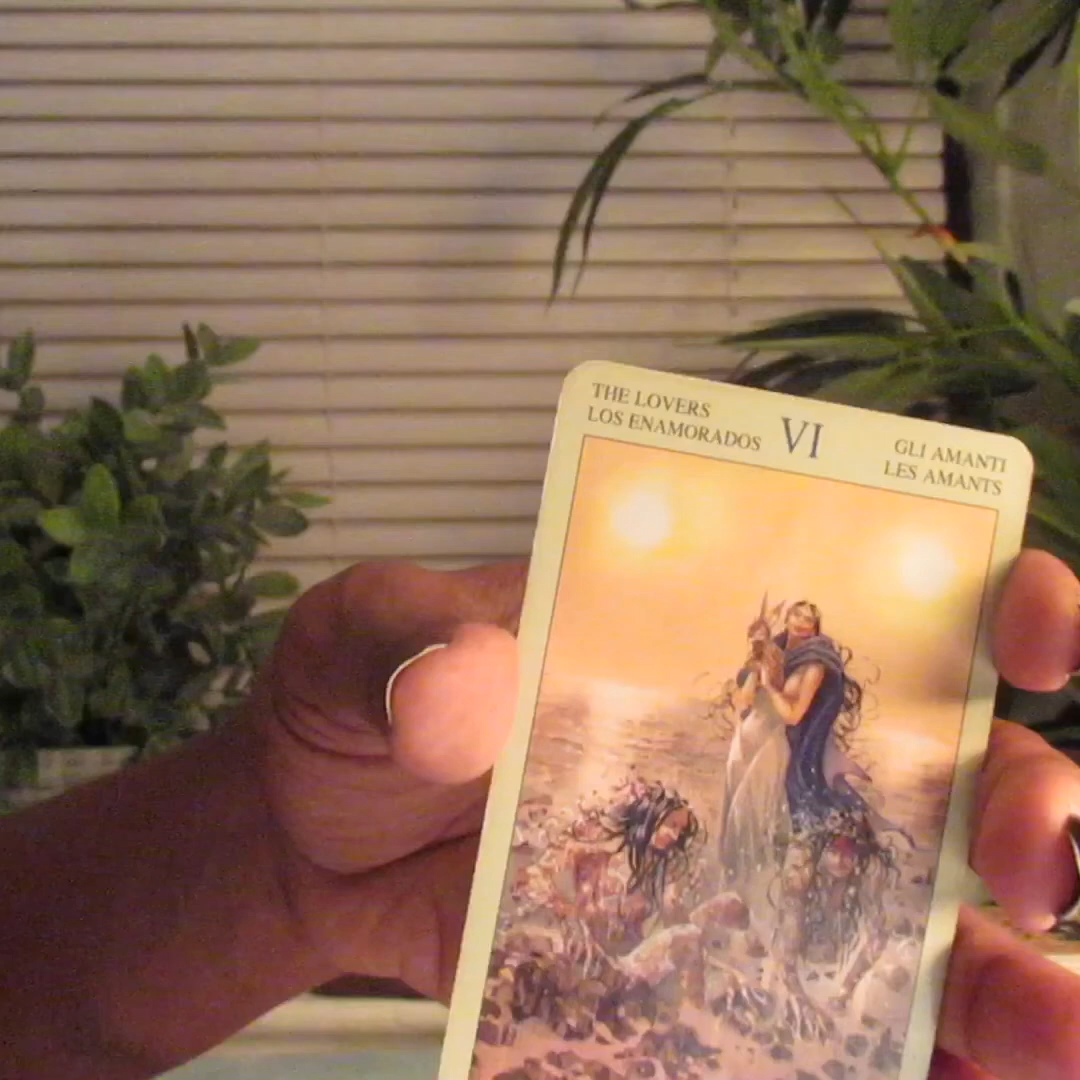 THE LOVERS
LOS ENAMORADOS
VI
GLI AMANTI
LES AMANTS